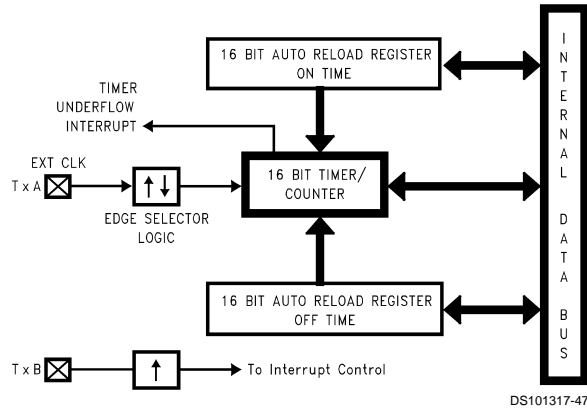 16 BIT AUTO RELOAD REGISTER
ON TIME
TIMER
UNDERFLOW
INTERRUPT
EXT CLK
TxA
EDGE SELECTOR
LOGIC
16 BIT TIMER/
COUNTER
16 BIT AUTO RELOAD REGISTER
OFF TIME
TxB
To Interrupt Control
INTERNAL DATA BUS
DS101317-47